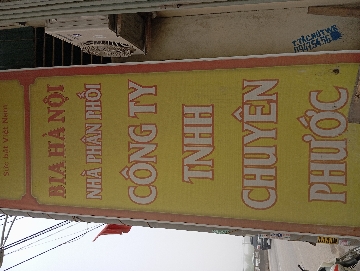 BIA HÀ NỘI
NHÀ PHÂN PHỐI
CÔNG TY
TNHH
CHUYÊN
PHƯỚC